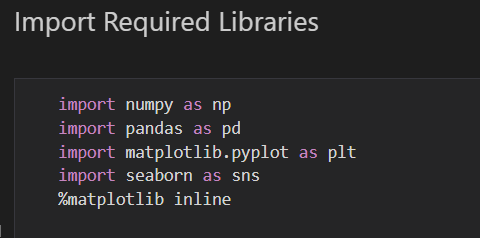 Import Required Libraries
import numpy as np
import pandas as pd
import matplotlib.pyplot as plt
import seaborn as sns
%matplotlib inline